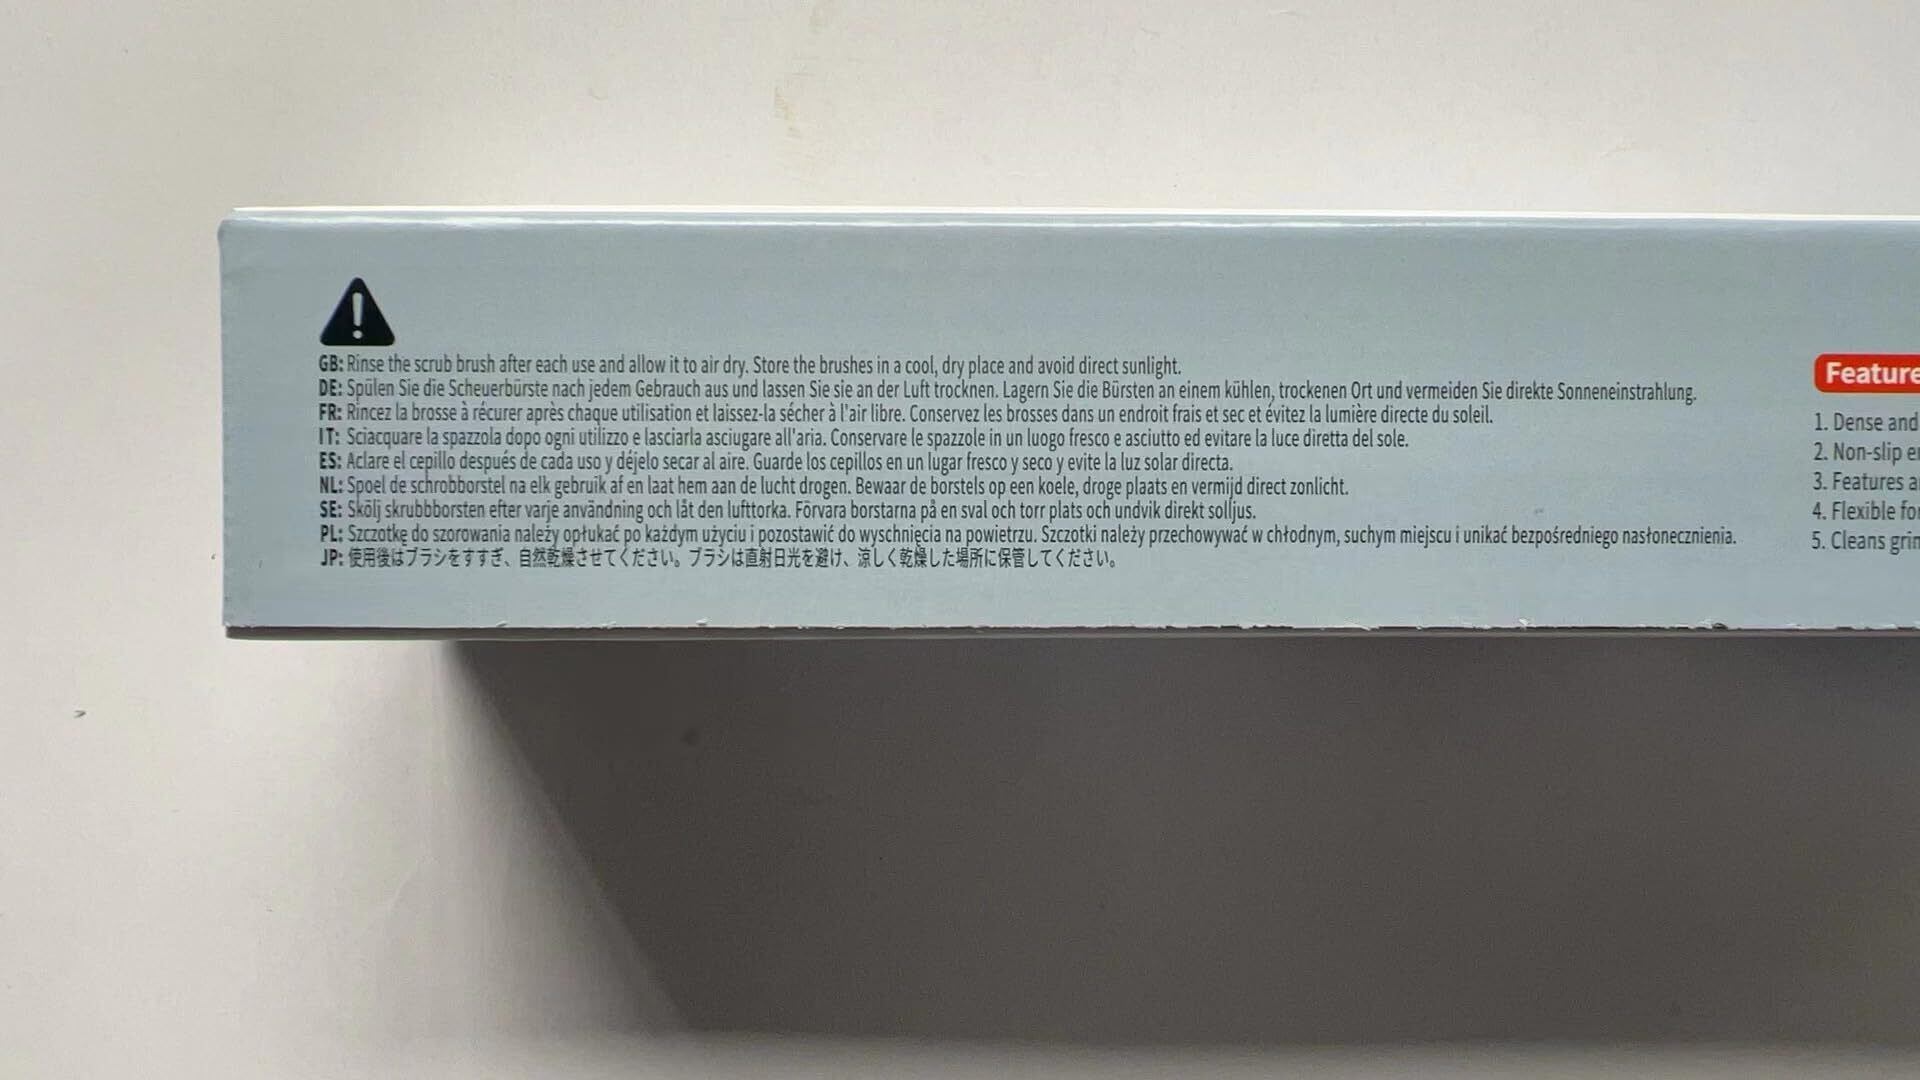 GB: Rinse the scrub brush after each use and allow it to air dry. Store the brushes in a cool, dry place and avoid direct sunlight.
DE: Spülen Sie die Scheuerbürste nach jedem Gebrauch aus und lassen Sie sie an der Luft trocknen. Lagern Sie die Bürsten an einem kühlen, trockenen Ort und vermeiden Sie direkte Sonneneinstrahlung.
FR: Rincez la brosse à récurer après chaque utilisation et laissez-la sécher à l'air libre. Conservez les brosses dans un endroit frais et sec et évitez la lumière directe du soleil.
IT: Sciacquare la spazzola dopo ogni utilizzo e lasciarla asciugare all'aria. Conservare le spazzole in un luogo fresco e asciutto ed evitare la luce diretta del sole.
ES: Aclare el cepillo después de cada uso y déjelo secar al aire. Guarde los cepillos en un lugar fresco y seco y evite la luz solar directa.
NL: Spoel de schrobborstel na elk gebruik af en laat hem aan de lucht drogen. Bewaar de borstels op een koele, droge plaats en vermijd direct zonlicht.
SE: Skölj skrubbborsten efter varje användning och låt den lufttorka. Förvara borstarna på en sval och torr plats och undvik direkt solljus.
PL: Szczotkę do szorowania należy opłukać po każdym użyciu i pozostawić do wyschnięcia na powietrzu. Szczotki należy przechowywać w chłodnym, suchym miejscu i unikać bezpośredniego nasłonecznienia.
JP: 使用後はブラシをすすぎ、自然乾燥させてください。ブラシは直射日光を避け、涼しく乾燥した場所に保管してください。
Feature
1. Dense and
2. Non-slip
3. Features
4. Flexible
5. Cleans